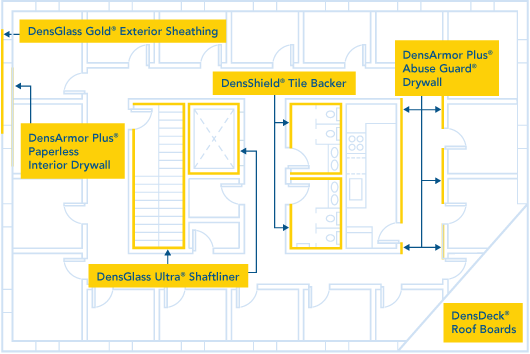 DensGlass Gold® Exterior Sheathing
DensArmor Plus®
Abuse Guard®
Drywall
DensShield® Tile Backer
DensArmor Plus®
Paperless
Interior Drywall
DensGlass Ultra® Shaftliner
DensDeck®
Roof Boards